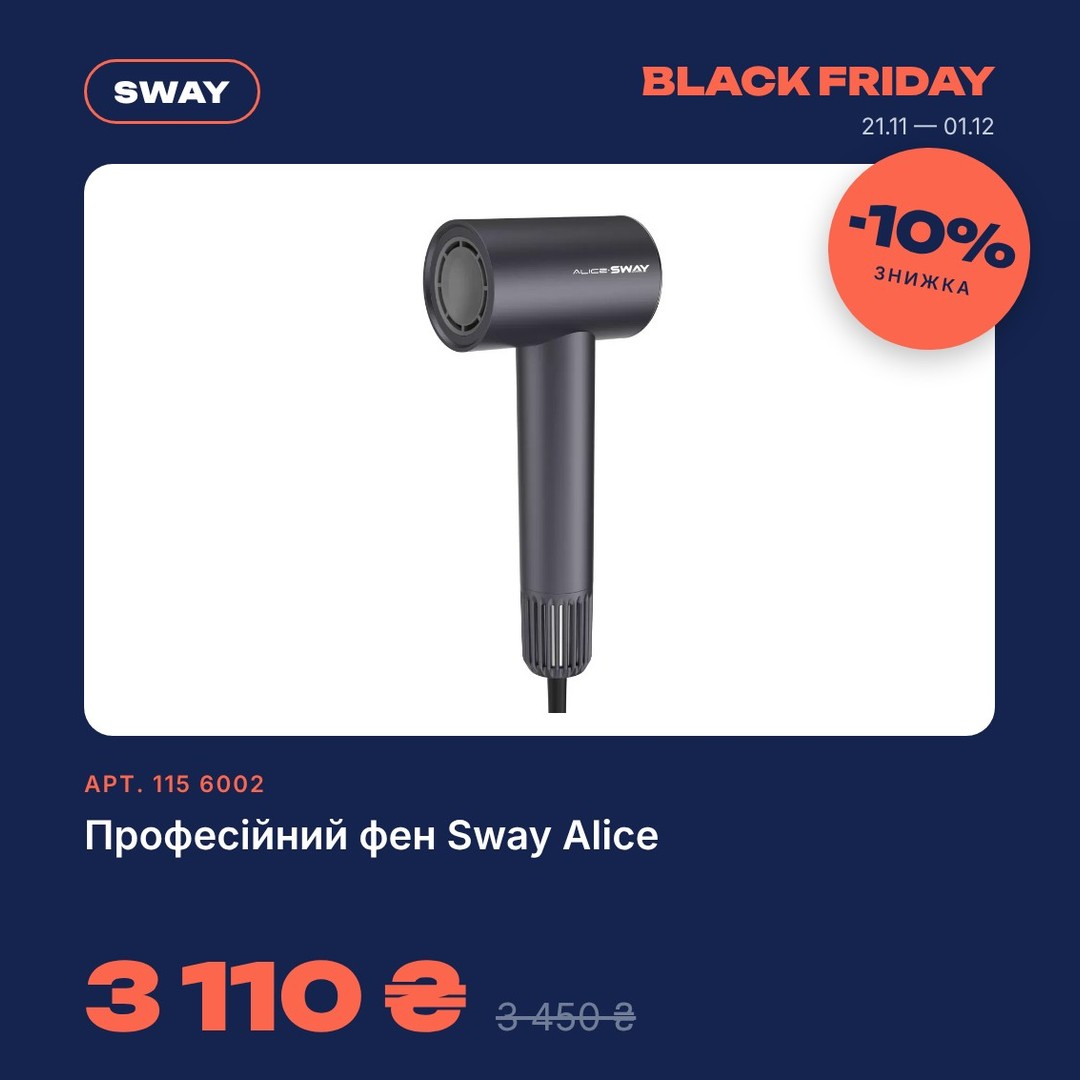 SWAY
BLACK FRIDAY
21.11 — 01.12
-10%
ЗНИЖКА
ALICE·SWAY
АРТ. 115 6002
Професійний фен Sway Alice
3 110 ₴
3 450 ₴